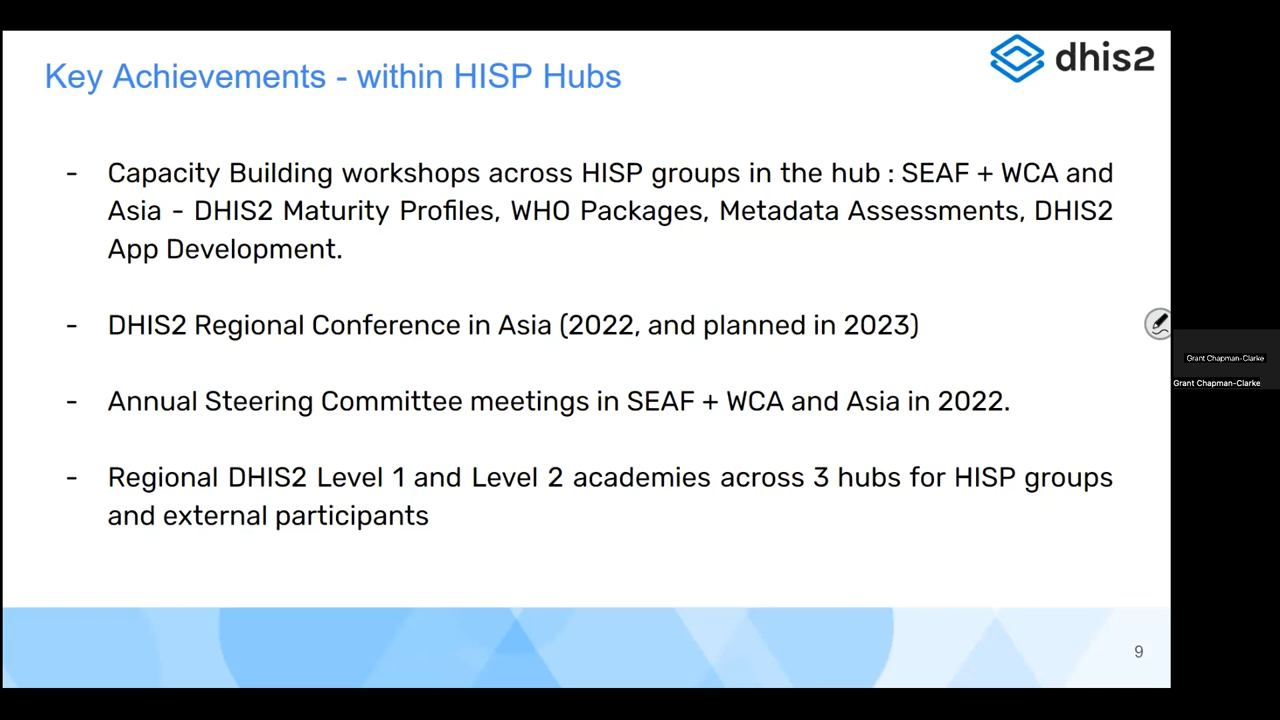 Key Achievements - within HISP Hubs
dhis2
- Capacity Building workshops across HISP groups in the hub : SEAF + WCA and
Asia - DHIS2 Maturity Profiles, WHO Packages, Metadata Assessments, DHIS2
App Development.
- DHIS2 Regional Conference in Asia (2022, and planned in 2023)
- Annual Steering Committee meetings in SEAF + WCA and Asia in 2022.
- Regional DHIS2 Level 1 and Level 2 academies across 3 hubs for HISP groups
and external participants
Grant Chapman-Clarke
Grant Chapman-Clarke
9